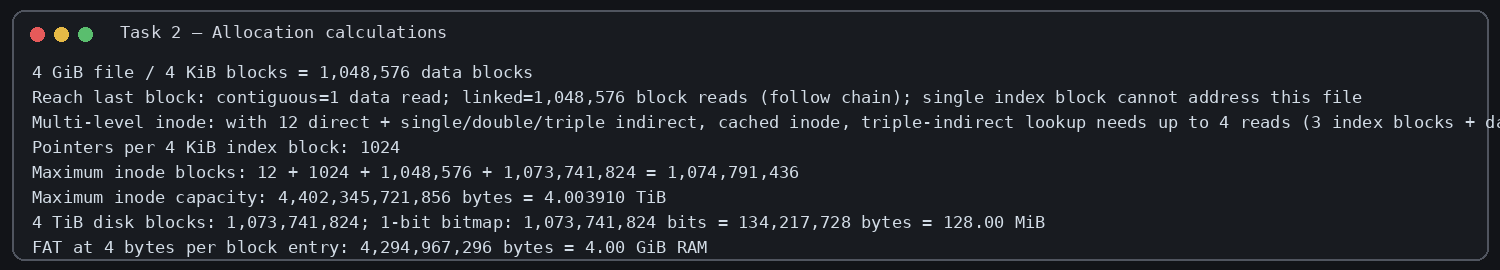 Task 2 — Allocation calculations
4 GiB file / 4 KiB blocks = 1,048,576 data blocks
Reach last block: contiguous=1 data read; linked=1,048,576 block reads (follow chain); single index block cannot address this file
Multi-level inode: with 12 direct + single/double/triple indirect, cached inode, triple-indirect lookup needs up to 4 reads (3 index blocks +
Pointers per 4 KiB index block: 1024
Maximum inode blocks: 12 + 1024 + 1,048,576 + 1,073,741,824 = 1,074,791,436
Maximum inode capacity: 4,402,345,721,856 bytes = 4.003910 TiB
4 TiB disk blocks: 1,073,741,824; 1-bit bitmap: 1,073,741,824 bits = 134,217,728 bytes = 128.00 MiB
FAT at 4 bytes per block entry: 4,294,967,296 bytes = 4.00 GiB RAM